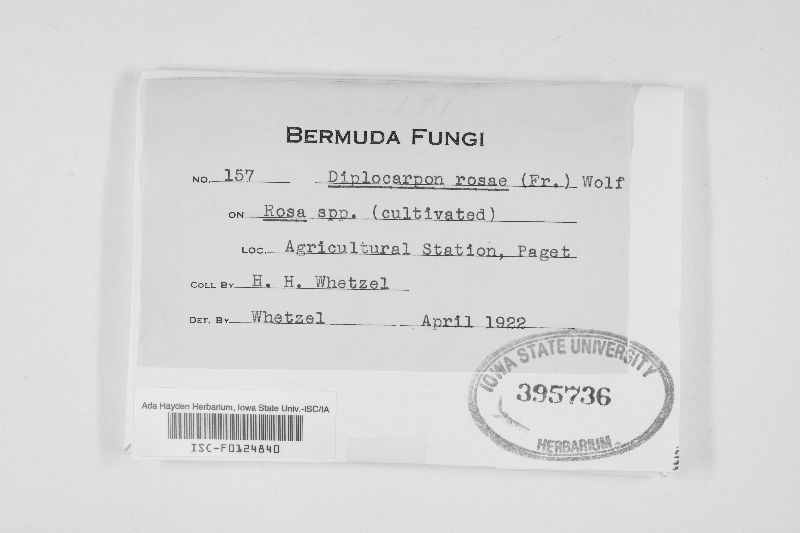 BERMUDA FUNGI
NO. 157 Diplocarpon rosae (Fr.) Wolf
ON Rosa spp. (cultivated)
LOC. Agricultural Station, Paget
COLL BY H. H. Whetzel
DET. BY Whetzel April 1922
IOWA STATE UNIVERSITY
395736
HERBARIUM
Ada Hayden Herbarium, Iowa State Univ.-ISC/IA
ISC-F0124840